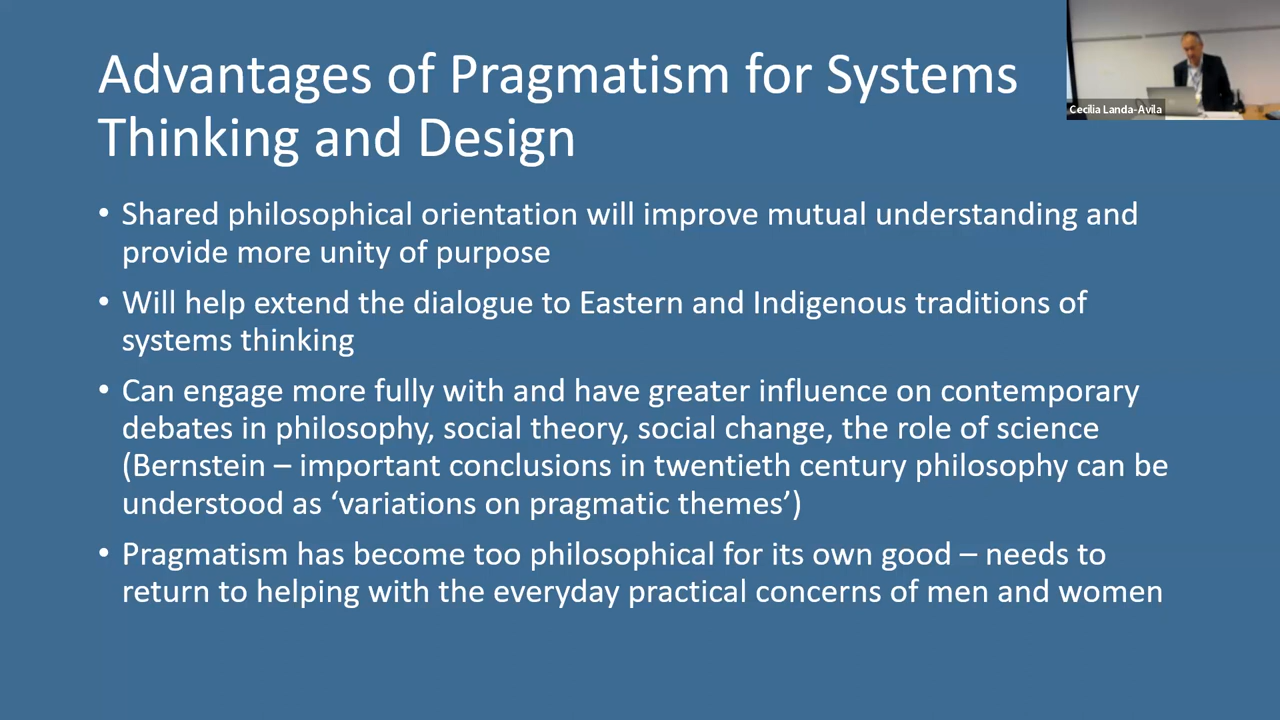 Advantages of Pragmatism for Systems
Thinking and Design
Cecilia Landa-Avila
• Shared philosophical orientation will improve mutual understanding and
provide more unity of purpose
• Will help extend the dialogue to Eastern and Indigenous traditions of
systems thinking
• Can engage more fully with and have greater influence on contemporary
debates in philosophy, social theory, social change, the role of science
(Bernstein – important conclusions in twentieth century philosophy can be
understood as ‘variations on pragmatic themes’)
• Pragmatism has become too philosophical for its own good – needs to
return to helping with the everyday practical concerns of men and women